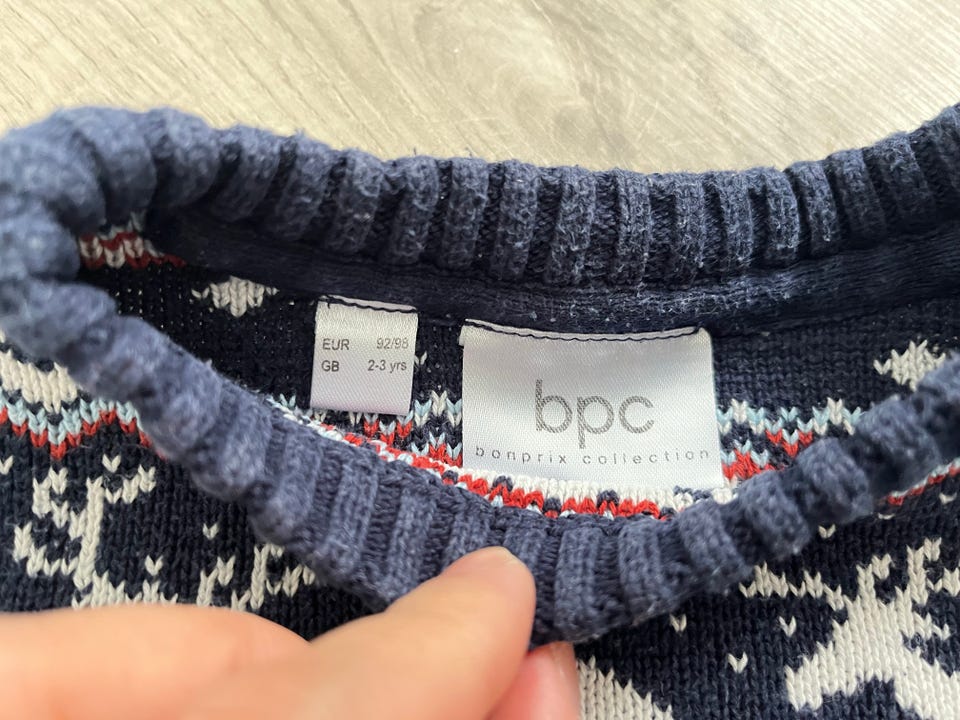 EUR 92/98
GB 2-3 yrs
bpc
bonprix collection